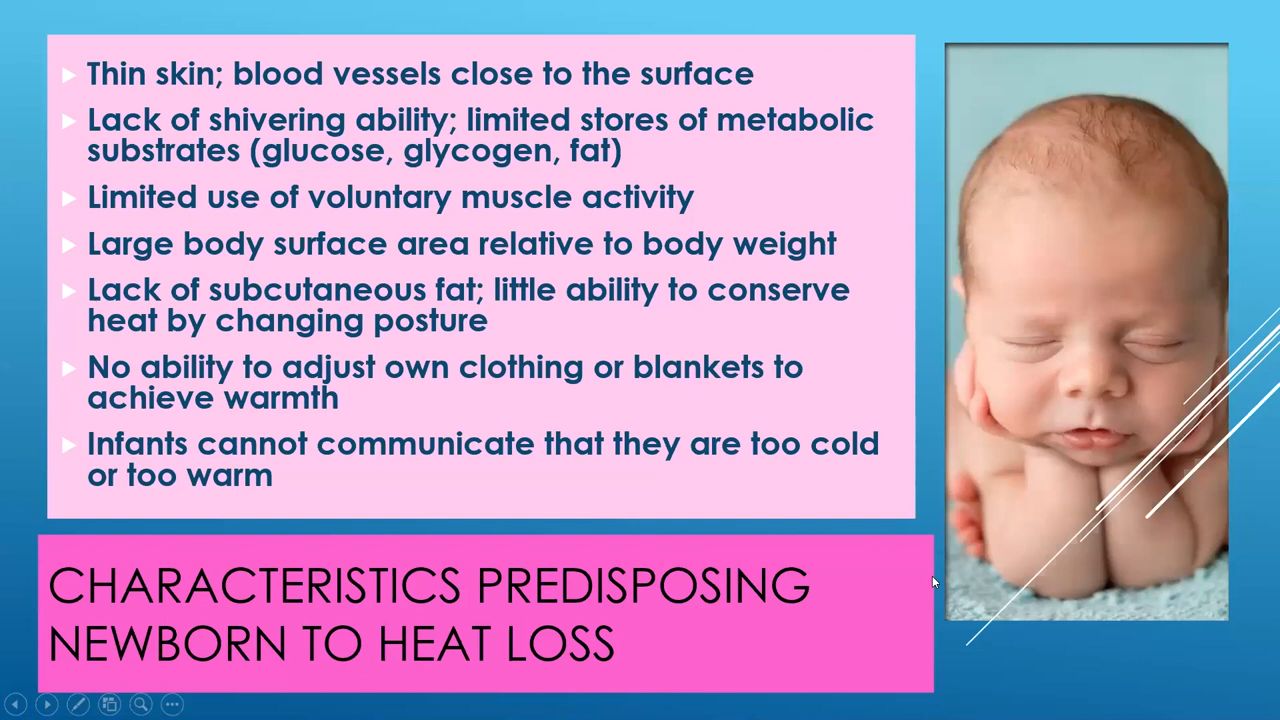 Thin skin; blood vessels close to the surface
Lack of shivering ability; limited stores of metabolic
substrates (glucose, glycogen, fat)
Limited use of voluntary muscle activity
Large body surface area relative to body weight
Lack of subcutaneous fat; little ability to conserve
heat by changing posture
No ability to adjust own clothing or blankets to
achieve warmth
Infants cannot communicate that they are too cold
or too warm
CHARACTERISTICS PREDISPOSING
NEWBORN TO HEAT LOSS